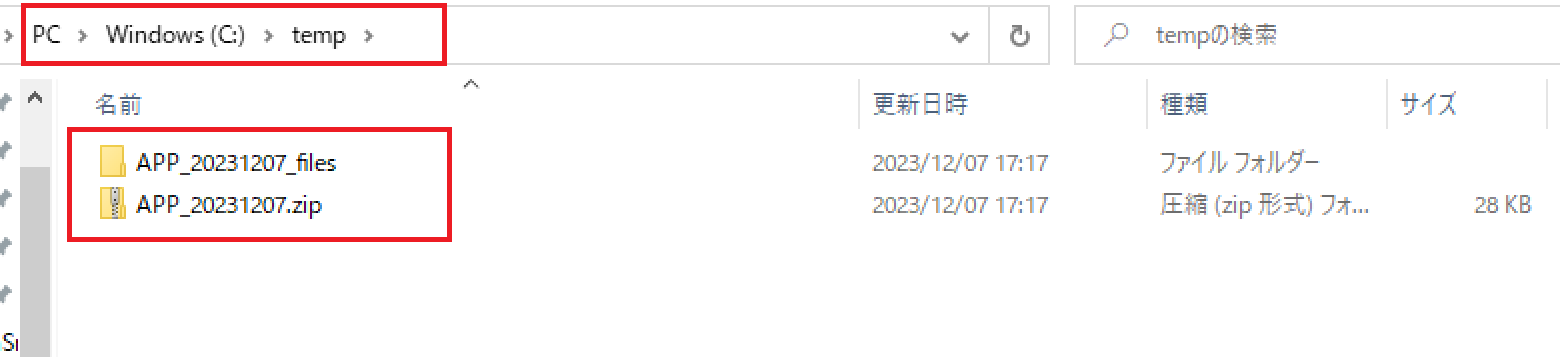 PC > Windows (C:) > temp >
tempの検索
名前 更新日時 種類 サイズ
APP_20231207_files 2023/12/07 17:17 ファイル フォルダー
APP_20231207.zip 2023/12/07 17:17 圧縮 (zip 形式) フォ... 28 KB